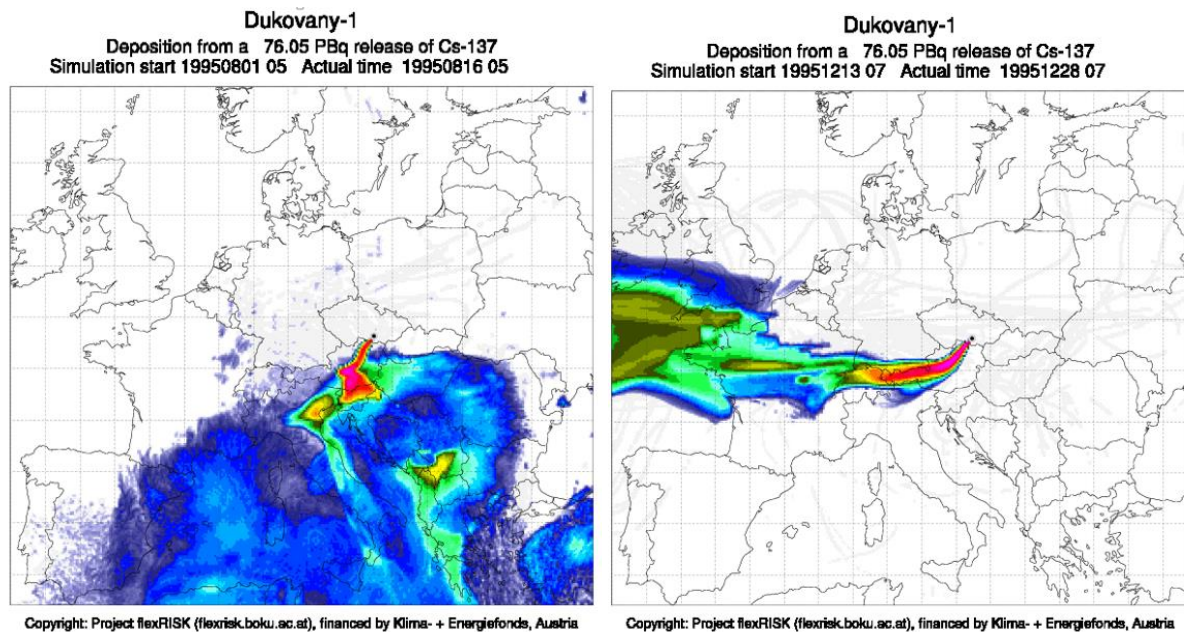 Dukovany-1
Deposition from a 76.05 PBq release of Cs-137
Simulation start 19950801 05 Actual time 19950816 05
Copyright: Project flexRISK (flexrisk.boku.ac.at), financed by Klima- + Energiefonds, Austria
Dukovany-1
Deposition from a 76.05 PBq release of Cs-137
Simulation start 19951213 07 Actual time 19951228 07
Copyright: Project flexRISK (flexrisk.boku.ac.at), financed by Klima- + Energiefonds, Austria